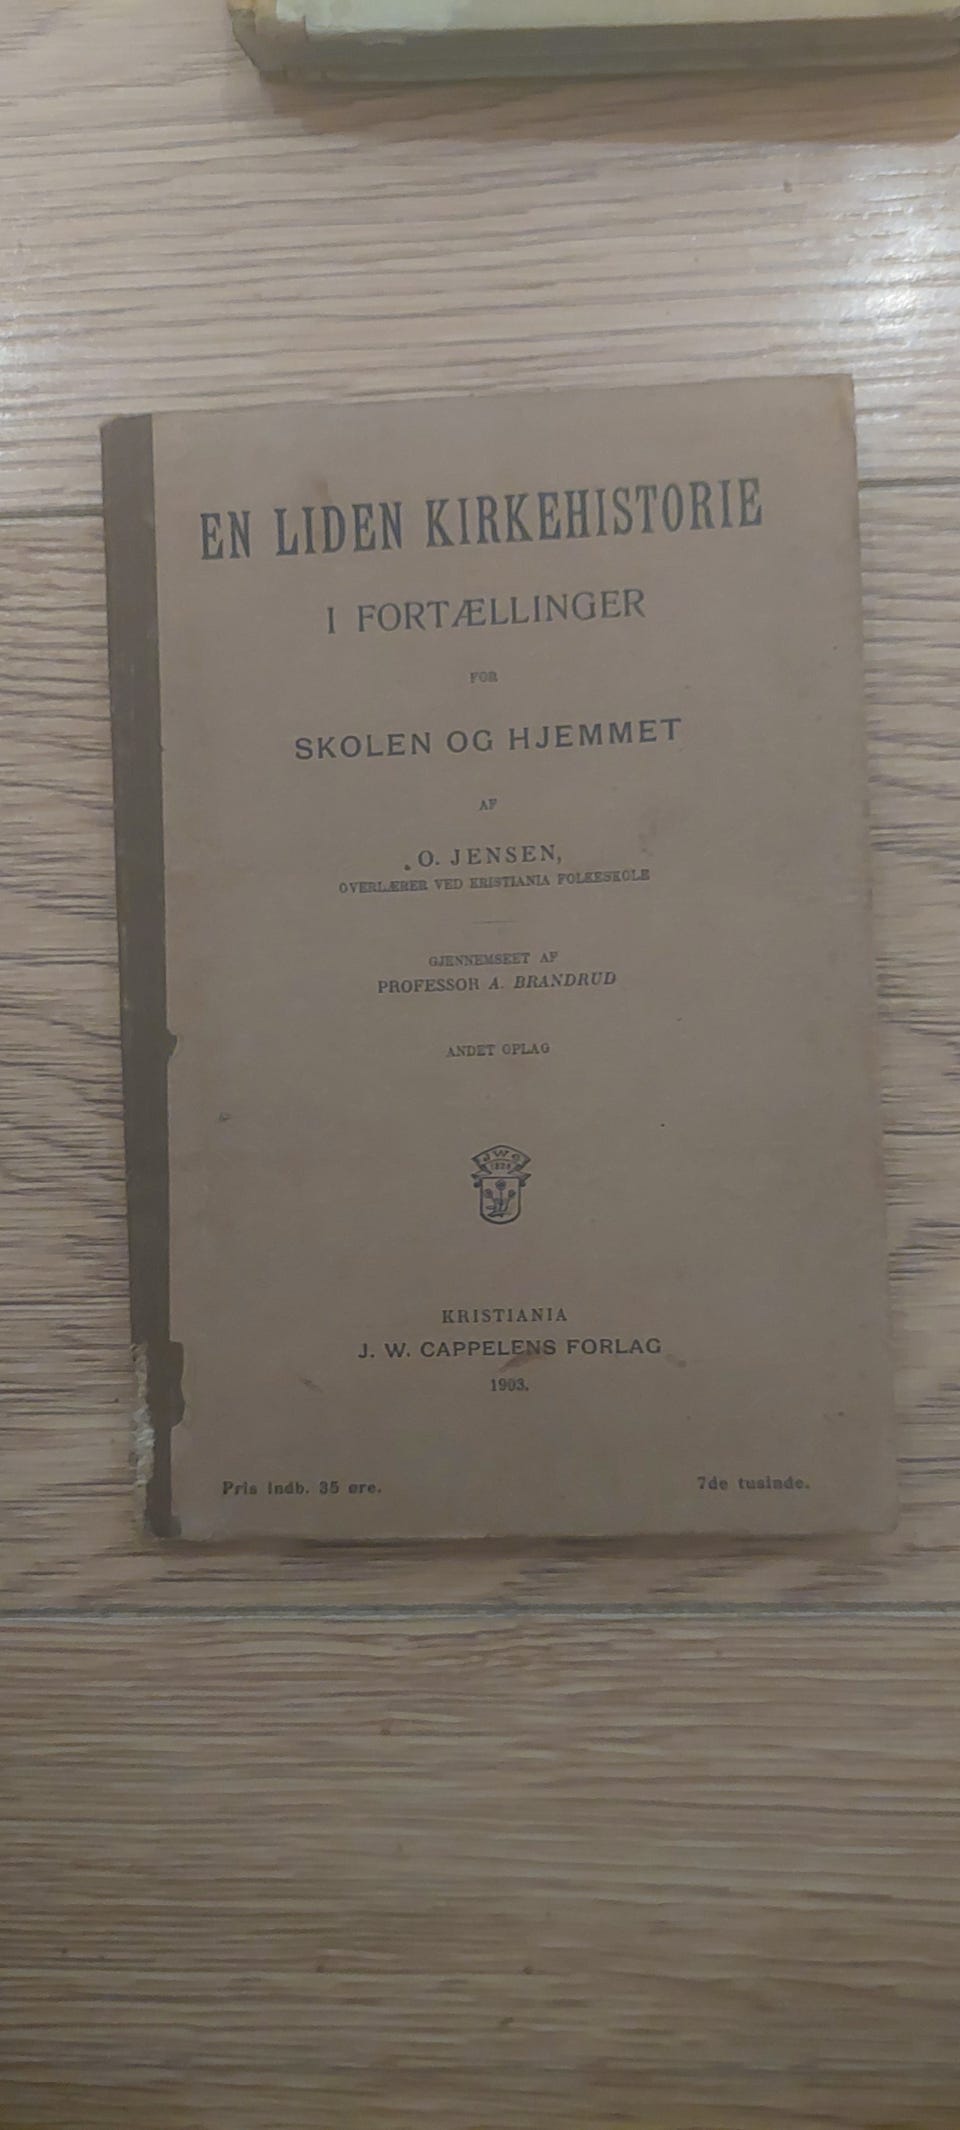 EN LIDEN KIRKEHISTORIE
I FORTÆLLINGER
FOR
SKOLEN OG HJEMMET
AF
O. JENSEN,
OVERLÆRER VED KRISTIANIA FOLKESKOLE
GJENNEMSEET AF
PROFESSOR A. BRANDRUD
ANDET OPLAG
JWC
KRISTIANIA
J. W. CAPPELENS FORLAG
1903.
Pris indb. 35 øre.
7de tusinde.